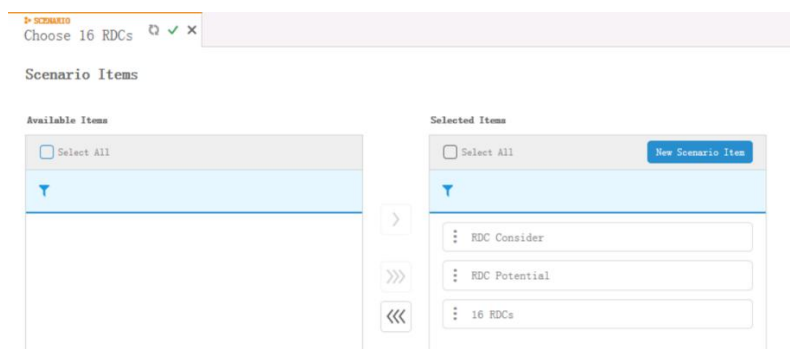 SCENARIO
Choose 16 RDCs
Scenario Items
Available Items
Select All
Selected Items
Select All
New Scenario Item
RDC Consider
RDC Potential
16 RDCs